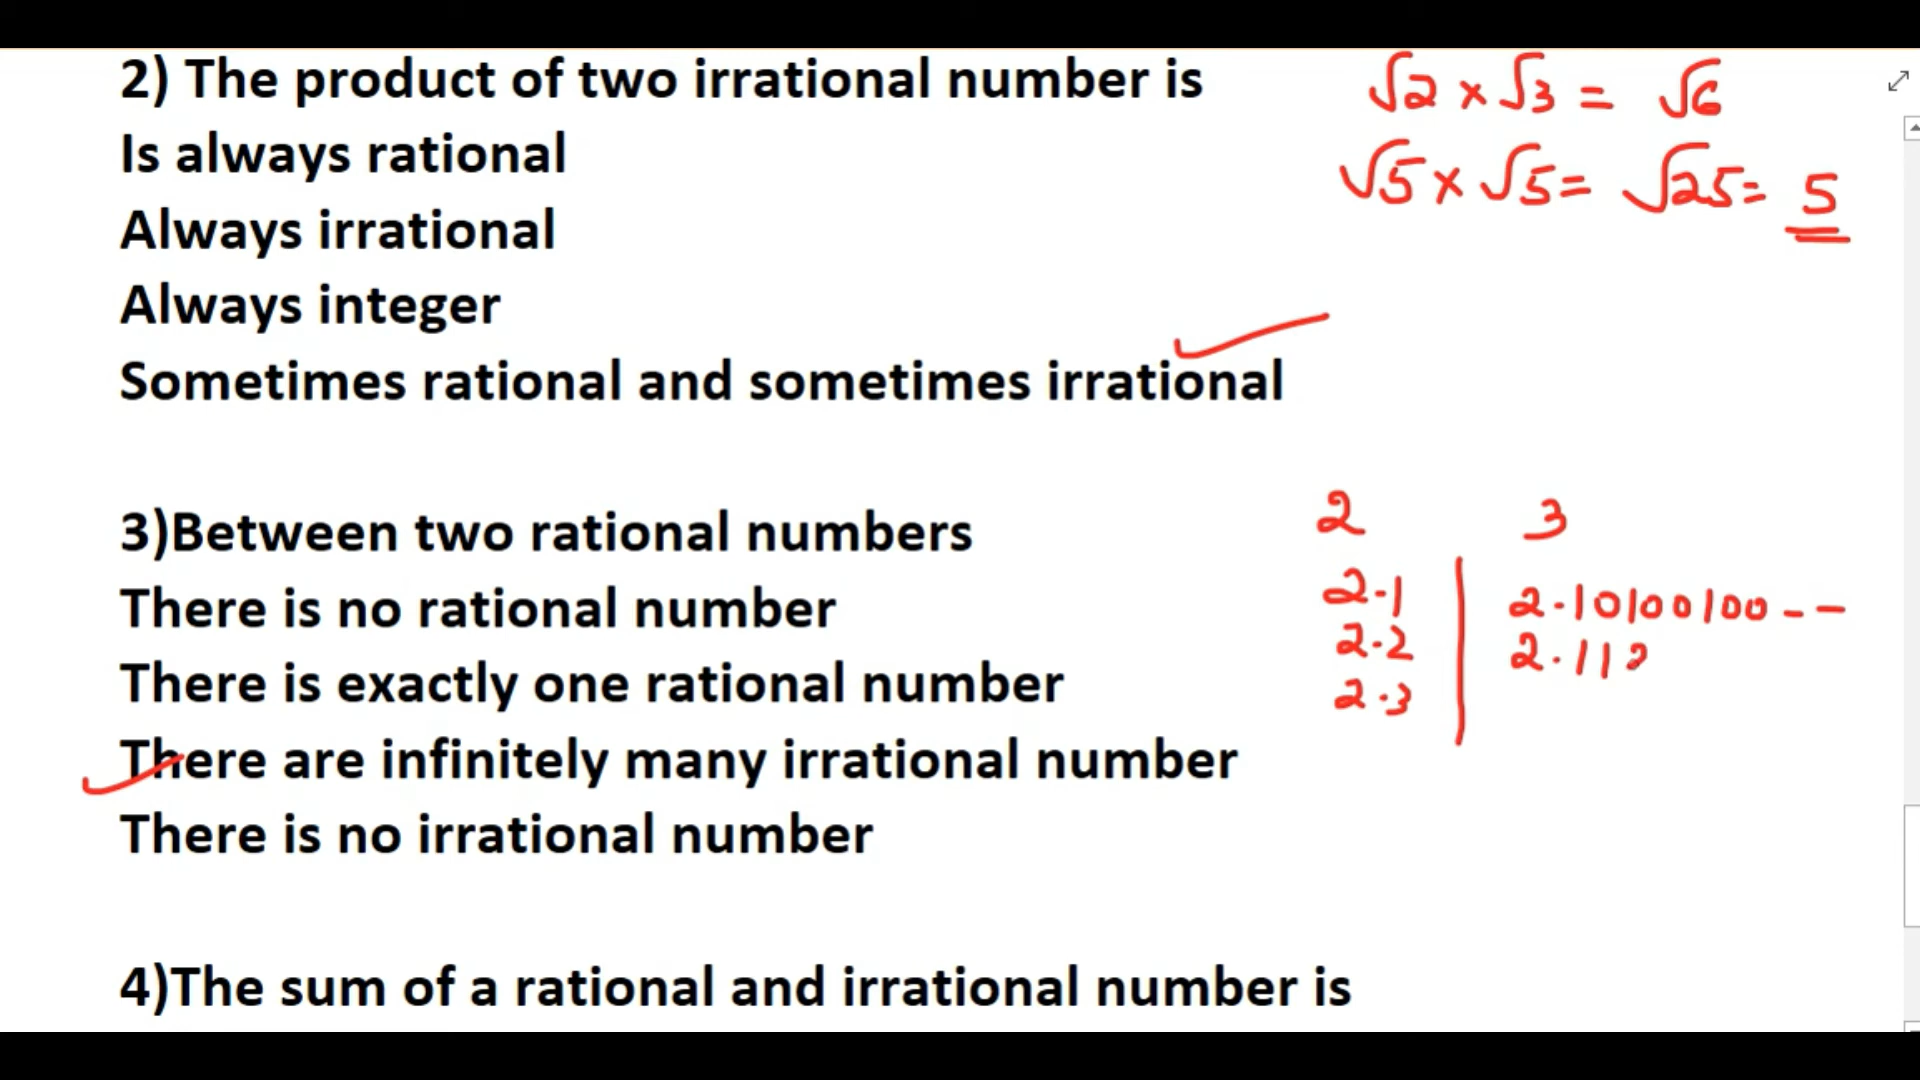 2) The product of two irrational number is
√2 × √3 = √6
Is always rational
√5 × √5 = √25 = 5
Always irrational
Always integer
Sometimes rational and sometimes irrational
3)Between two rational numbers
2 3
There is no rational number
2.1 2.10100100--
2.2 2.112
There is exactly one rational number
2.3
There are infinitely many irrational number
There is no irrational number
4)The sum of a rational and irrational number is